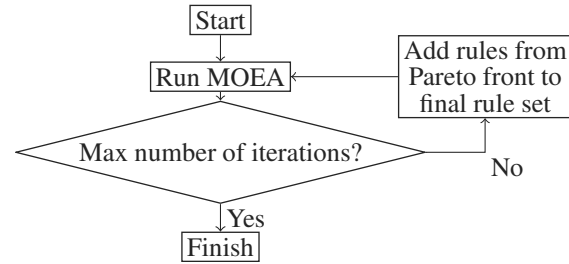 Start
Run MOEA
Add rules from
Pareto front to
final rule set
Max number of iterations?
No
Yes
Finish